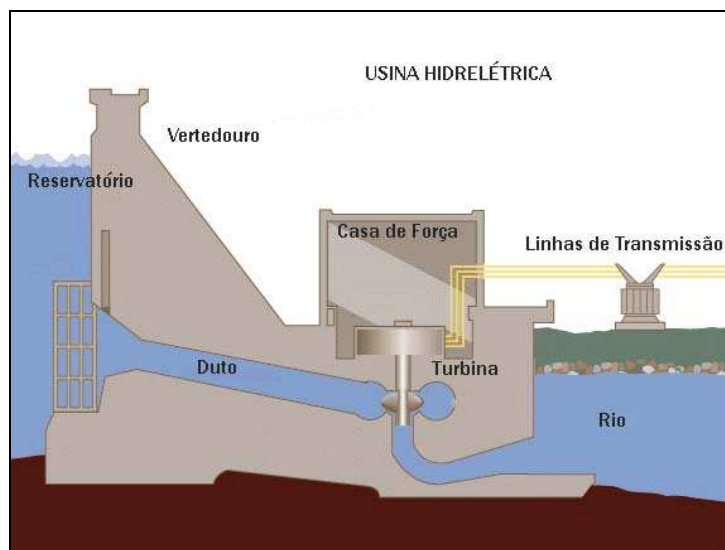 USINA HIDRELÉTRICA
Vertedouro
Reservatório
Casa de Força
Linhas de Transmissão
Duto
Turbina
Rio